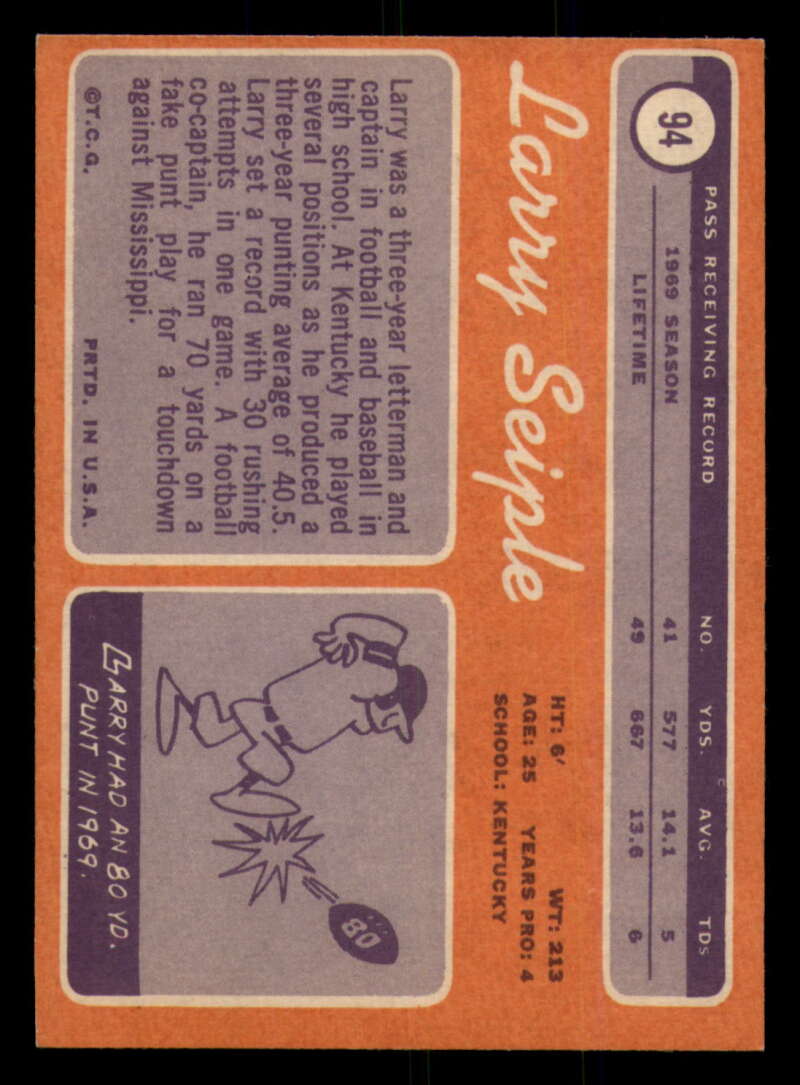 94
PASS RECEIVING RECORD NO. YDS. AVG. TDS
1969 SEASON 41 577 14.1 5
LIFETIME 49 667 13.6 6
Larry Seiple
HT: 6′ WT: 213
AGE: 25 YEARS PRO: 4
SCHOOL: KENTUCKY
Larry was a three-year letterman and
captain in football and baseball in
high school. At Kentucky he played
several positions as he produced a
three-year punting average of 40.5.
Larry set a record with 30 rushing
attempts in one game. A football
co-captain, he ran 70 yards on a
fake punt play for a touchdown
against Mississippi.
©T.C.G. PRTD. IN U.S.A.
80
LARRY HAD AN 80 YD.
PUNT IN 1969.